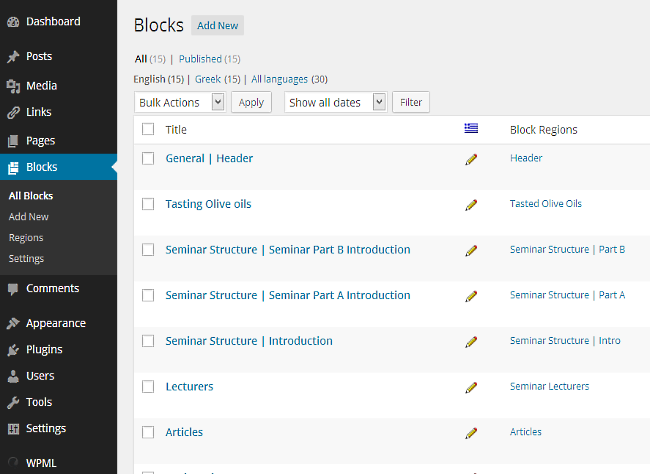 Dashboard
Posts
Media
Links
Pages
Blocks
All Blocks
Add New
Regions
Settings
Comments
Appearance
Plugins
Users
Tools
Settings
WPML
Blocks Add New
All (15) | Published (15)
English (15) | Greek (15) | All languages (30)
Bulk Actions Apply Show all dates Filter
Title Block Regions
General | Header Header
Tasting Olive oils Tasted Olive Oils
Seminar Structure | Seminar Part B Introduction Seminar Structure | Part B
Seminar Structure | Seminar Part A Introduction Seminar Structure | Part A
Seminar Structure | Introduction Seminar Structure | Intro
Lecturers Seminar Lecturers
Articles Articles